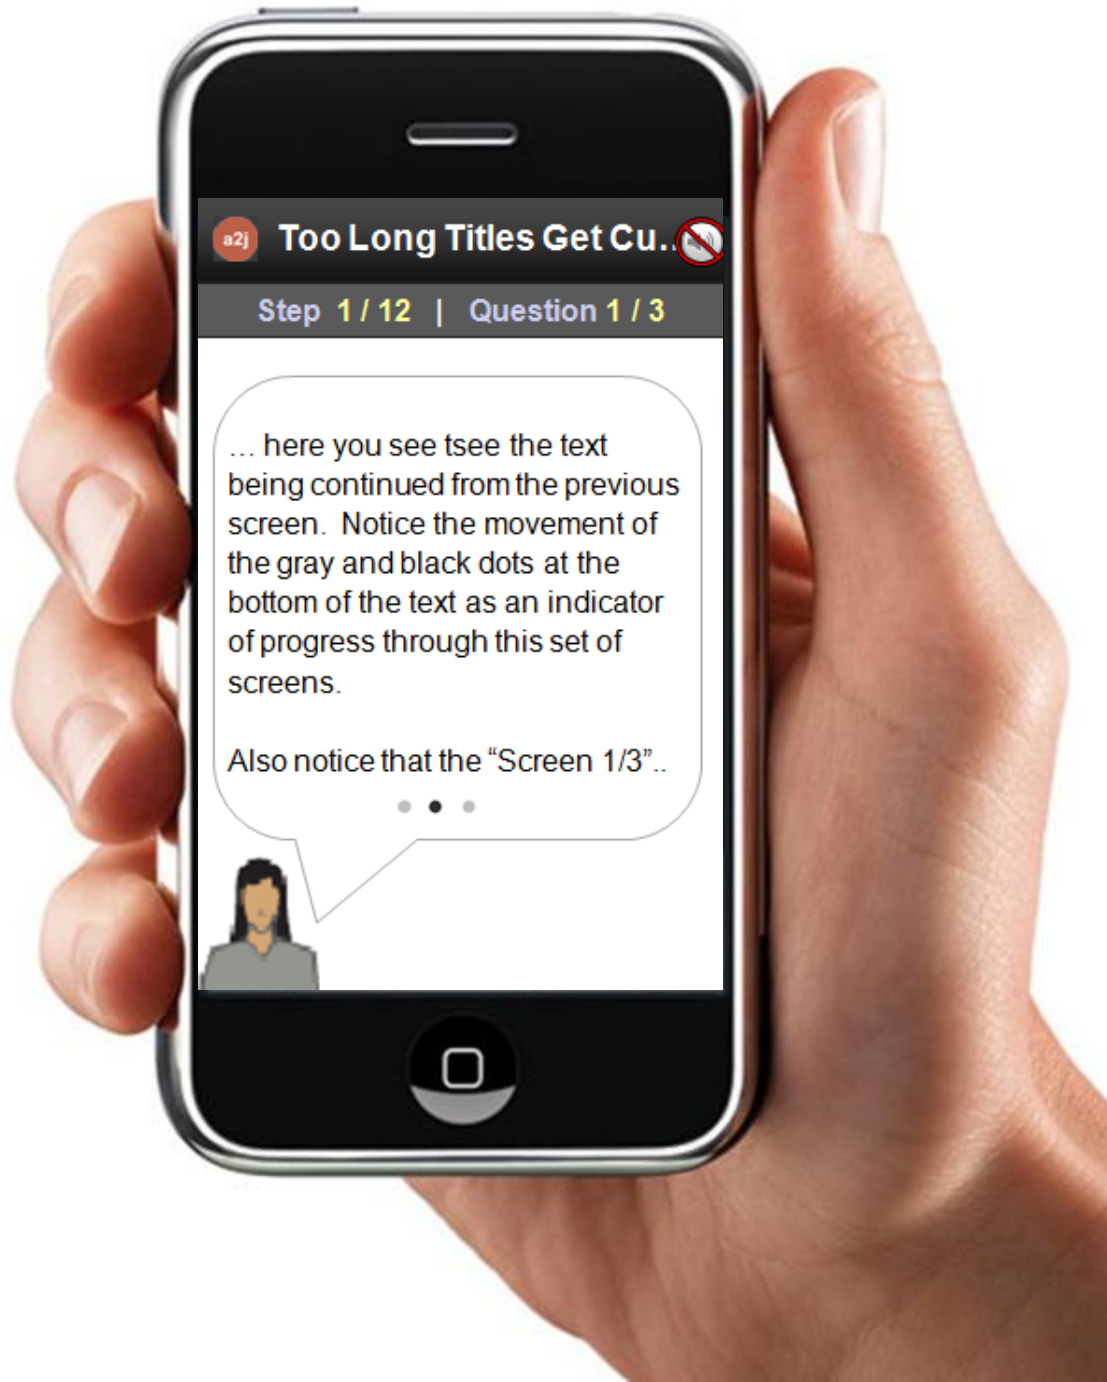 a2j Too Long Titles Get Cu..
Step 1 / 12 | Question 1 / 3
... here you see tsee the text
being continued from the previous
screen. Notice the movement of
the gray and black dots at the
bottom of the text as an indicator
of progress through this set of
screens.
Also notice that the “Screen 1/3”..